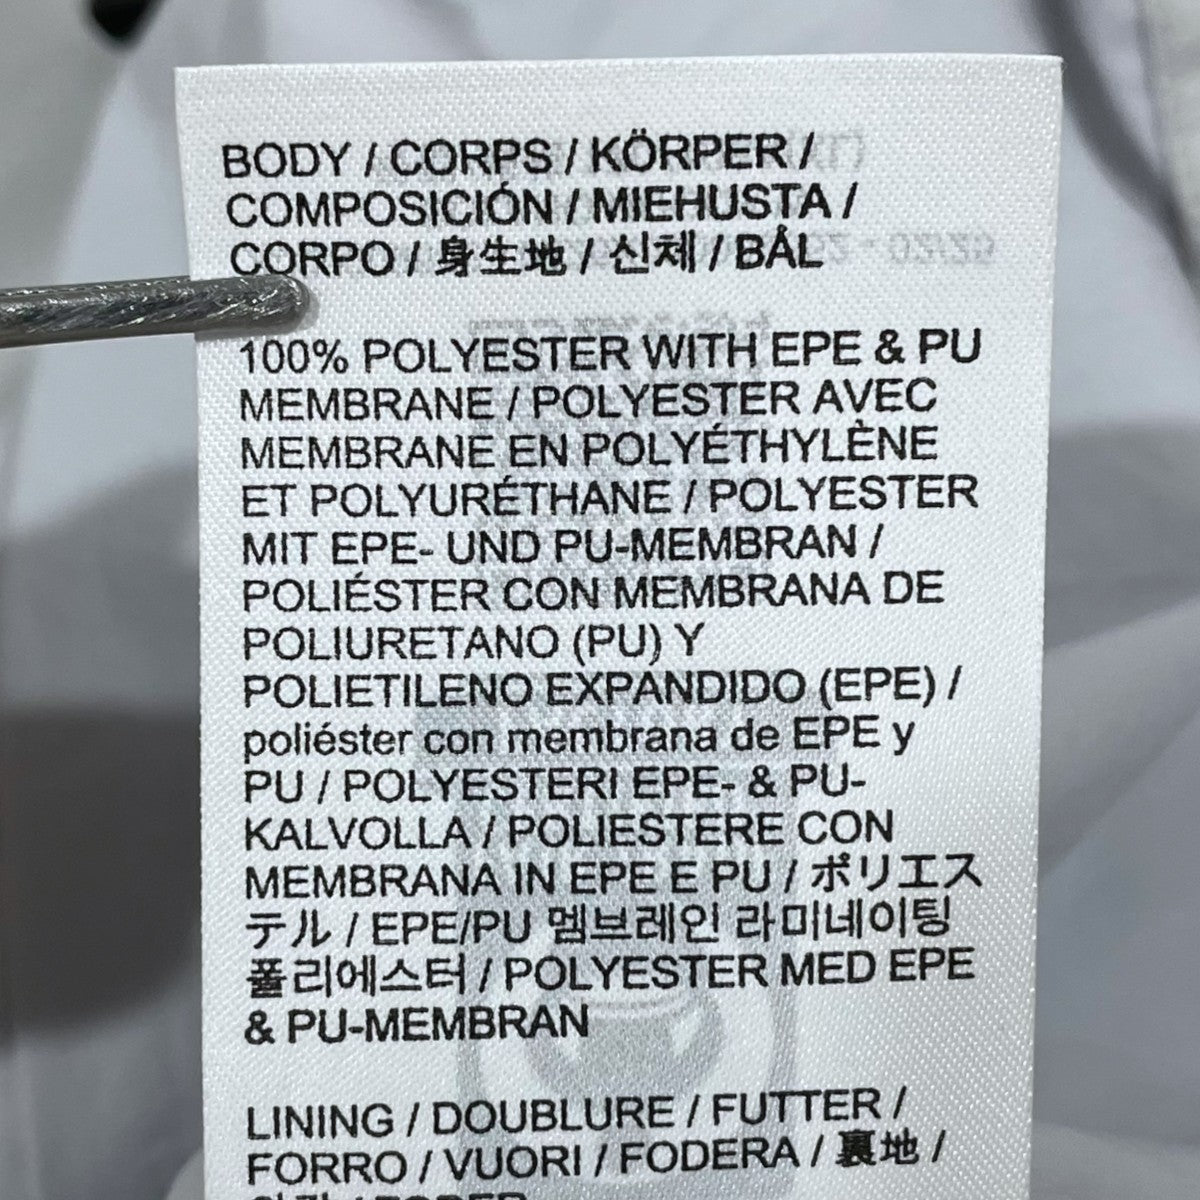 BODY / CORPS / KÖRPER /
COMPOSICIÓN / MIEHUSTA /
CORPO / 身生地 / 신체 / BÅL
100% POLYESTER WITH EPE & PU
MEMBRANE / POLYESTER AVEC
MEMBRANE EN POLYÉTHYLÈNE
ET POLYURÉTHANE / POLYESTER
MIT EPE- UND PU-MEMBRAN /
POLIÉSTER CON MEMBRANA DE
POLIURETANO (PU) Y
POLIETILENO EXPANDIDO (EPE) /
poliéster con membrana de EPE y
PU / POLYESTERI EPE- & PU-
KALVOLLA / POLIESTERE CON
MEMBRANA IN EPE E PU / ポリエス
テル / EPE/PU 멤브레인 라미네이팅
폴리에스터 / POLYESTER MED EPE
& PU-MEMBRAN
LINING / DOUBLURE / FUTTER /
FORRO / VUORI / FODERA / 裏地 /